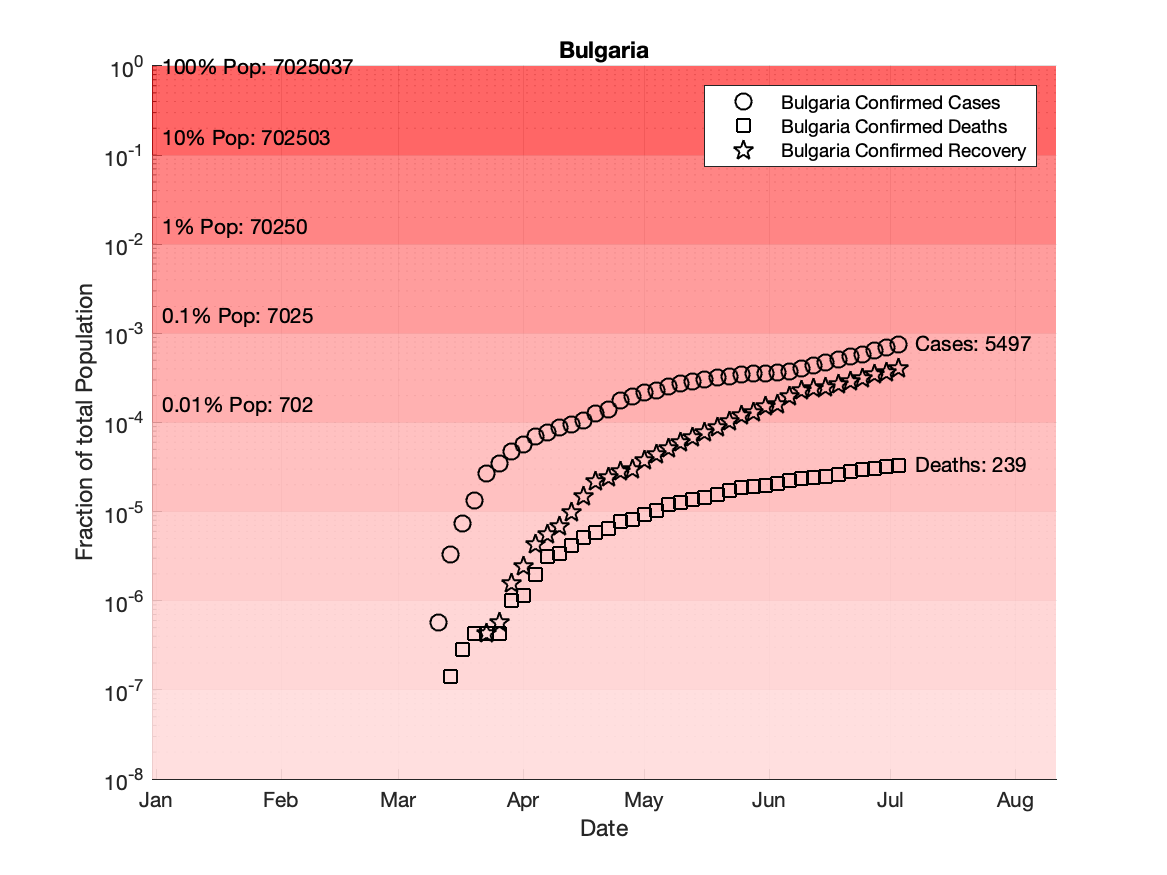 Bulgaria
10^0
100% Pop: 7025037
Bulgaria Confirmed Cases
Bulgaria Confirmed Deaths
Bulgaria Confirmed Recovery
10% Pop: 702503
10^-1
1% Pop: 70250
10^-2
0.1% Pop: 7025
10^-3
Cases: 5497
0.01% Pop: 702
10^-4
Deaths: 239
10^-5
10^-6
10^-7
10^-8
Fraction of total Population
Jan Feb Mar Apr May Jun Jul Aug
Date